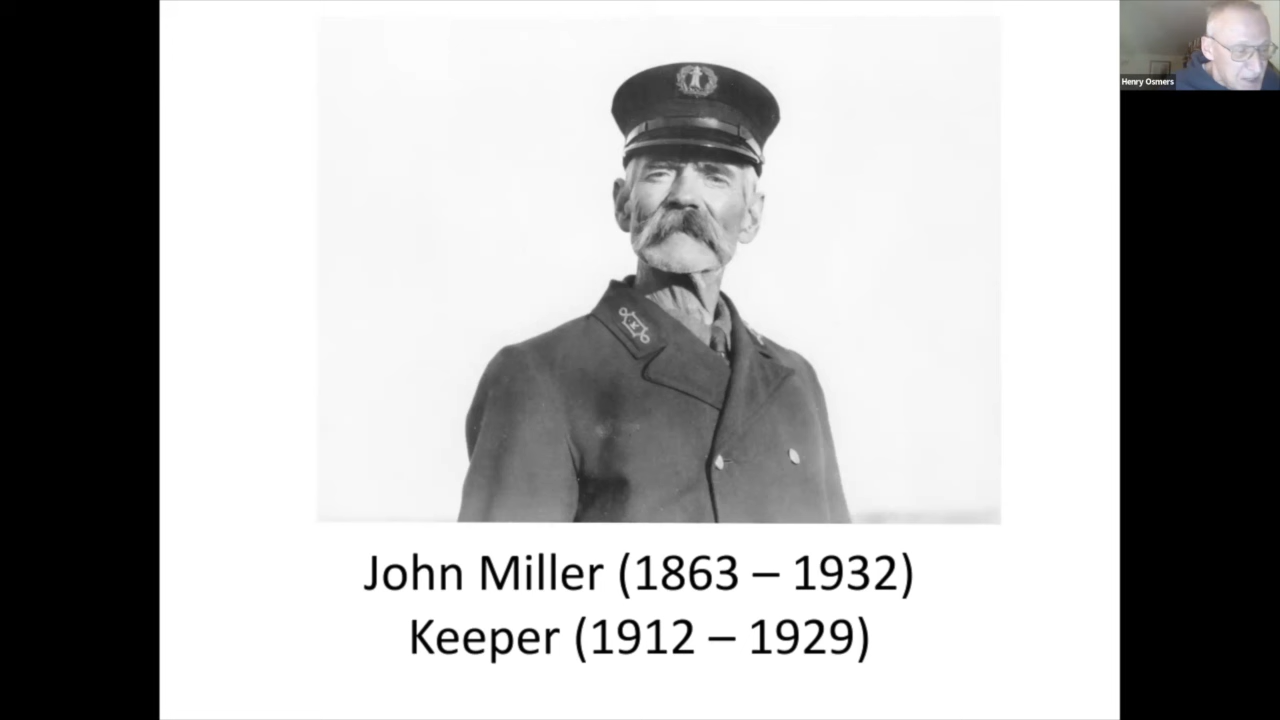 Henry Osmers
K
John Miller (1863 – 1932)
Keeper (1912 – 1929)